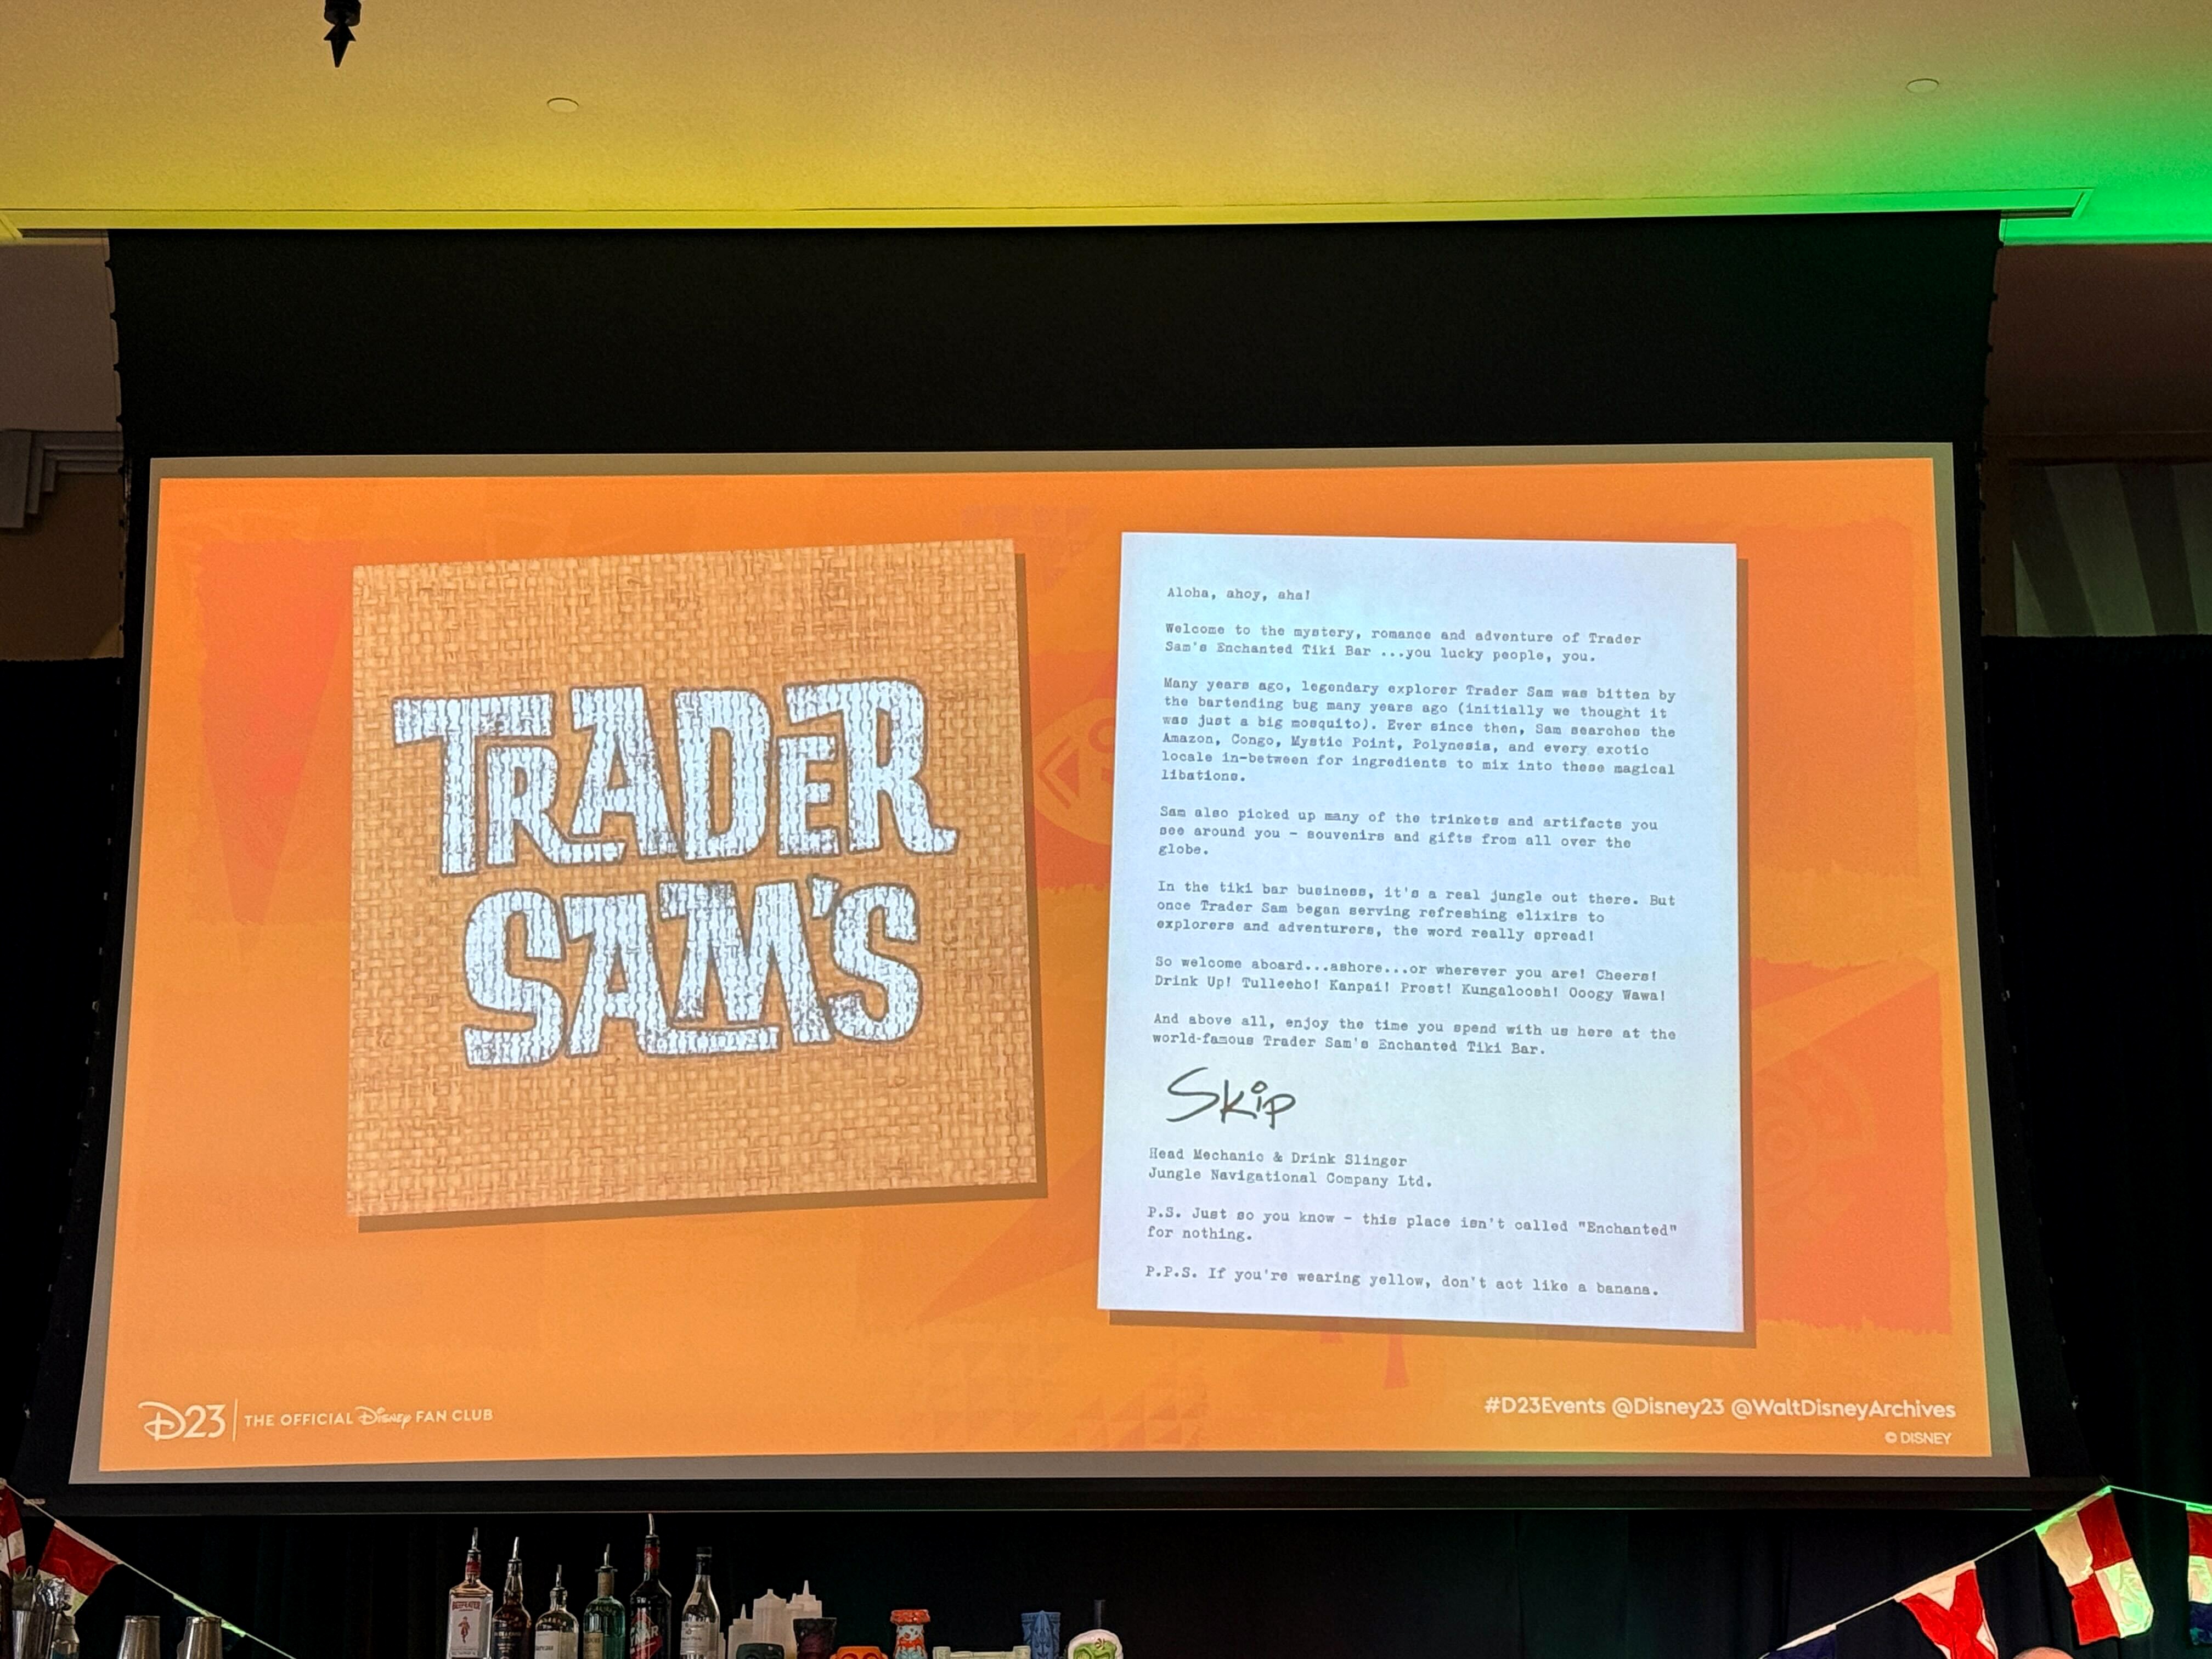 TRADER
SAM'S
Aloha, ahoy, aha!
Welcome to the mystery, romance and adventure of Trader
Sam's Enchanted Tiki Bar ...you lucky people, you.
Many years ago, legendary explorer Trader Sam was bitten by
the bartending bug many years ago (initially we thought it
was just a big mosquito). Ever since then, Sam searches the
Amazon, Congo, Mystic Point, Polynesia, and every exotic
locale in-between for ingredients to mix into these magical
libations.
Sam also picked up many of the trinkets and artifacts you
see around you - souvenirs and gifts from all over the
globe.
In the tiki bar business, it's a real jungle out there. But
once Trader Sam began serving refreshing elixirs to
explorers and adventurers, the word really spread!
So welcome aboard...ashore...or wherever you are! Cheers!
Drink Up! Tulleeho! Kanpai! Prost! Kungaloosh! Ooogy Wawa!
And above all, enjoy the time you spend with us here at the
world-famous Trader Sam's Enchanted Tiki Bar.
Skip
Head Mechanic & Drink Slinger
Jungle Navigational Company Ltd.
P.S. Just so you know - this place isn't called "Enchanted"
for nothing.
P.P.S. If you're wearing yellow, don't act like a banana.
D23 THE OFFICIAL Disney FAN CLUB
#D23Events @Disney23 @WaltDisneyArchives
© DISNEY
BEEFEATER